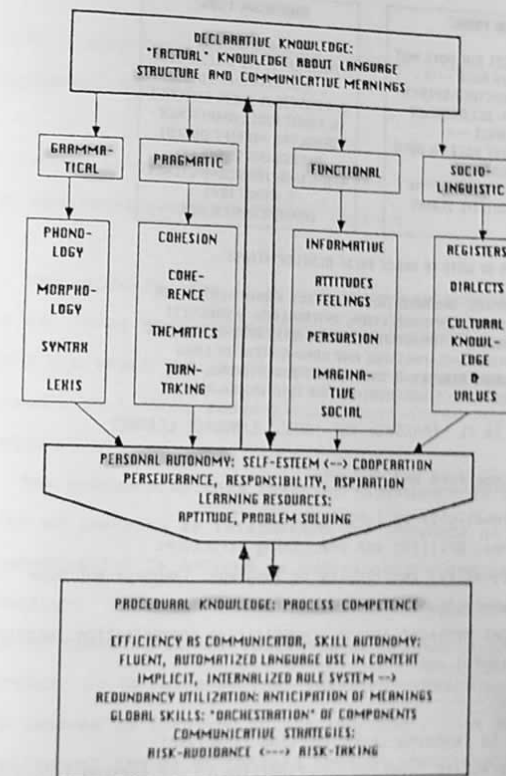 DECLARATIVE KNOWLEDGE:
"FACTUAL" KNOWLEDGE ABOUT LANGUAGE
STRUCTURE AND COMMUNICATIVE MEANINGS
GRAMMA-
TICAL
PRAGMATIC
FUNCTIONAL
SOCIO-
LINGUISTIC
PHONO-
LOGY
MORPHO-
LOGY
SYNTAX
LEXIS
COHESION
COHE-
RENCE
THEMATICS
TURN-
TAKING
INFORMATIVE
ATTITUDES
FEELINGS
PERSUASION
IMAGINA-
TIVE
SOCIAL
REGISTERS
DIALECTS
CULTURAL
KNOWL-
EDGE
&
VALUES
PERSONAL AUTONOMY: SELF-ESTEEM <--> COOPERATION
PERSEVERANCE, RESPONSIBILITY, ASPIRATION
LEARNING RESOURCES:
APTITUDE, PROBLEM SOLVING
PROCEDURAL KNOWLEDGE: PROCESS COMPETENCE
EFFICIENCY AS COMMUNICATOR, SKILL AUTONOMY:
FLUENT, AUTOMATIZED LANGUAGE USE IN CONTEXT
IMPLICIT, INTERNALIZED RULE SYSTEM -->
REDUNDANCY UTILIZATION: ANTICIPATION OF MEANINGS
GLOBAL SKILLS: "ORCHESTRATION" OF COMPONENTS
COMMUNICATIVE STRATEGIES:
RISK-AVOIDANCE <---> RISK-TAKING